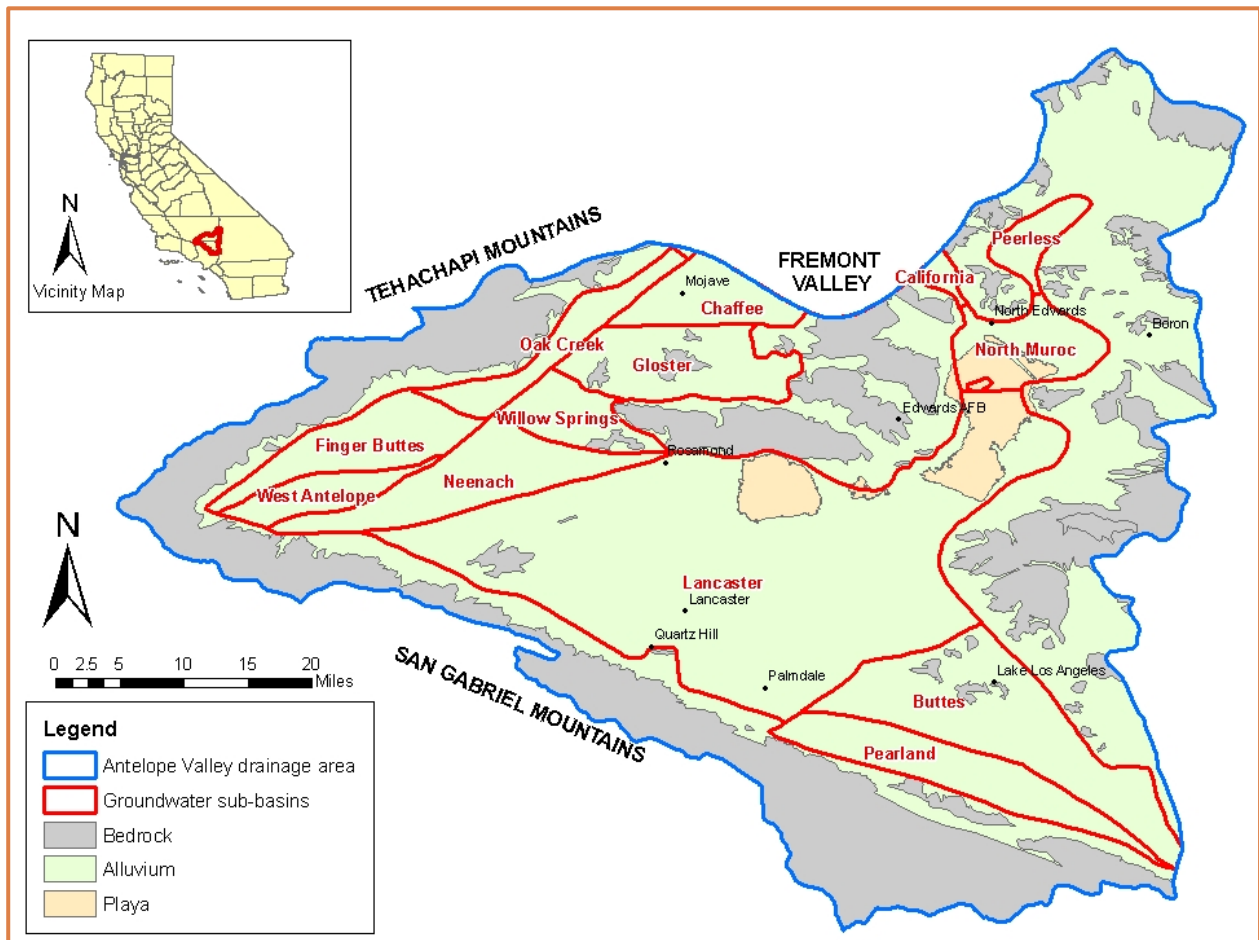 N
Vicinity Map
TEHACHAPI MOUNTAINS
FREMONT
VALLEY
Peerless
California
Mojave
Chaffee
North Edwards
Boron
Oak Creek
North Muroc
Gloster
Willow Springs
Edwards AFB
Finger Buttes
Rosamond
West Antelope
Neenach
N
Lancaster
Lancaster
Quartz Hill
SAN GABRIEL MOUNTAINS
Palmdale
Lake Los Angeles
Buttes
Pearland
0 2.5 5 10 15 20
Miles
Legend
Antelope Valley drainage area
Groundwater sub-basins
Bedrock
Alluvium
Playa